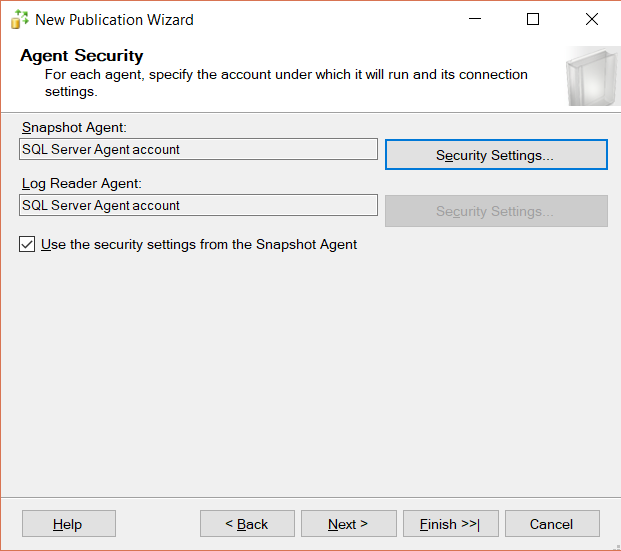 New Publication Wizard
Agent Security
For each agent, specify the account under which it will run and its connection
settings.
Snapshot Agent:
SQL Server Agent account
Security Settings...
Log Reader Agent:
SQL Server Agent account
Security Settings...
Use the security settings from the Snapshot Agent
Help
< Back
Next >
Finish >>|
Cancel